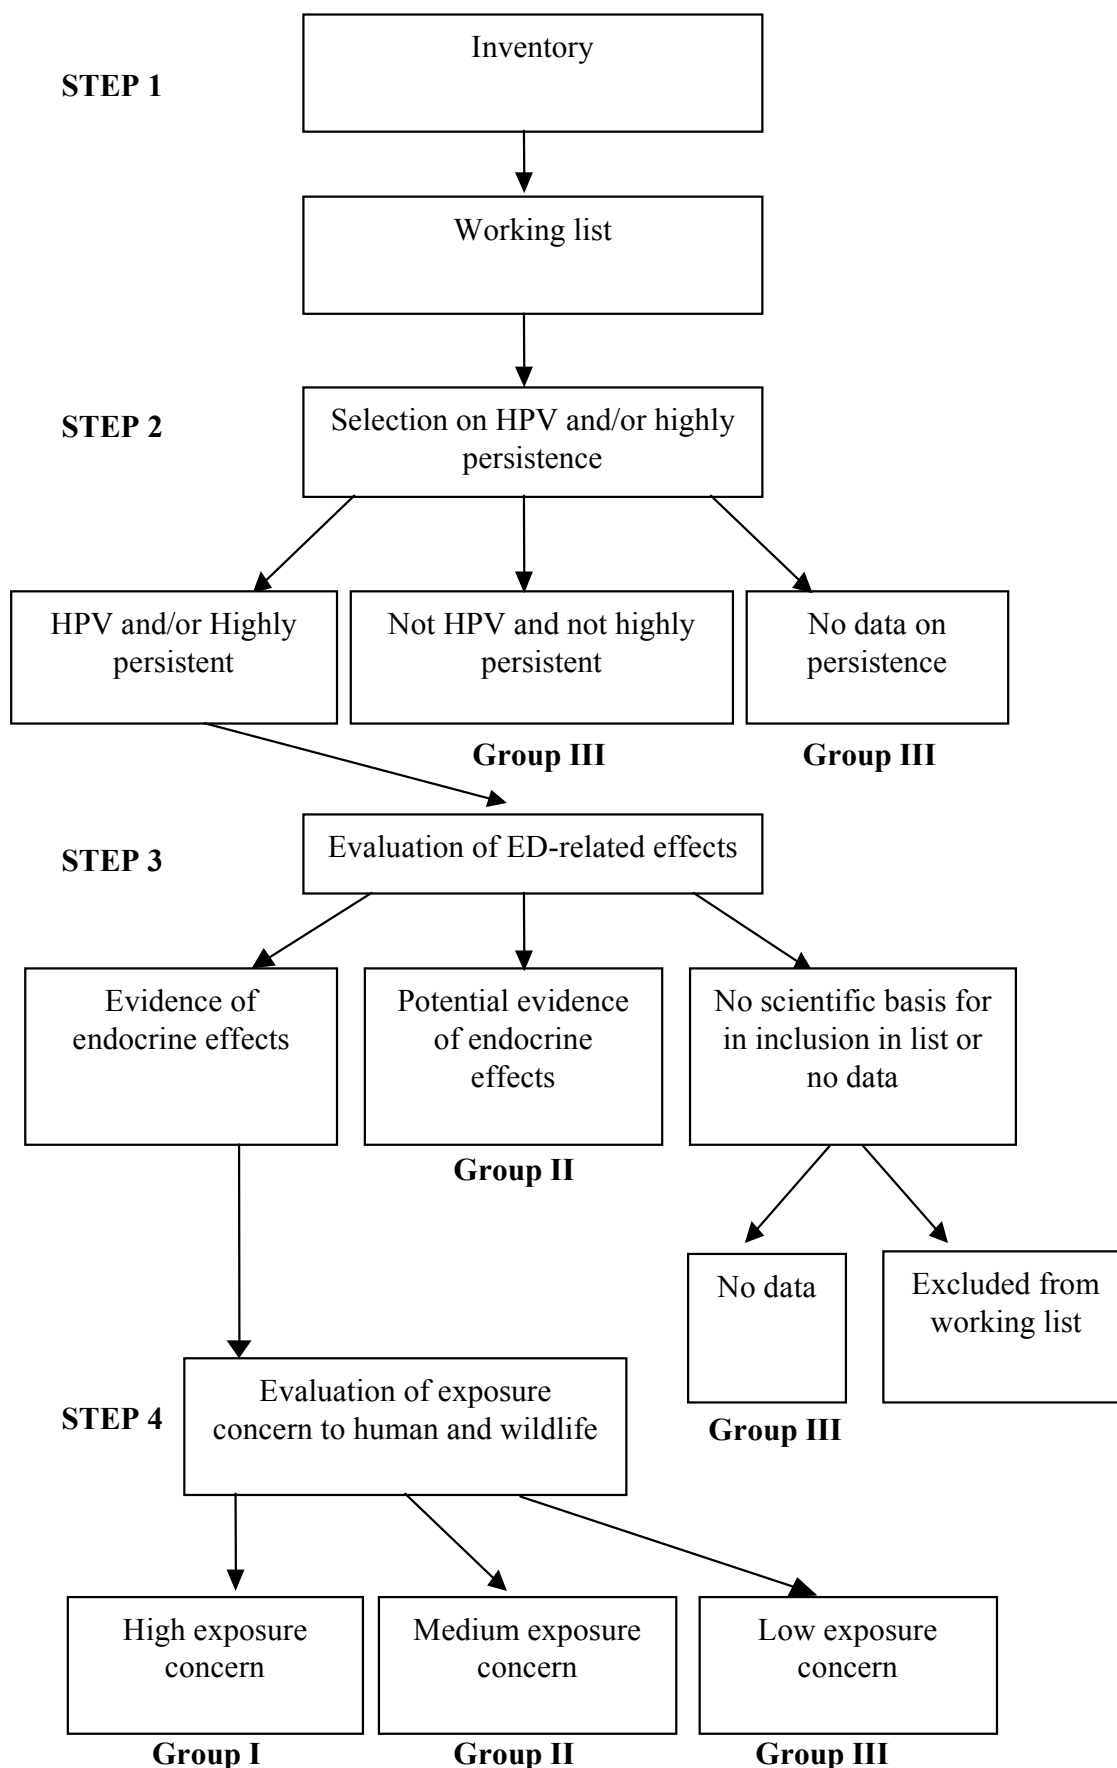 Inventory
STEP 1
Working list
STEP 2
Selection on HPV and/or highly
persistence
HPV and/or Highly
persistent
Not HPV and not highly
persistent
No data on
persistence
Group III
Group III
STEP 3
Evaluation of ED-related effects
Evidence of
endocrine effects
Potential evidence
of endocrine
effects
No scientific basis for
in inclusion in list or
no data
Group II
No data
Excluded from
working list
Group III
STEP 4
Evaluation of exposure
concern to human and wildlife
High exposure
concern
Medium exposure
concern
Low exposure
concern
Group I
Group II
Group III